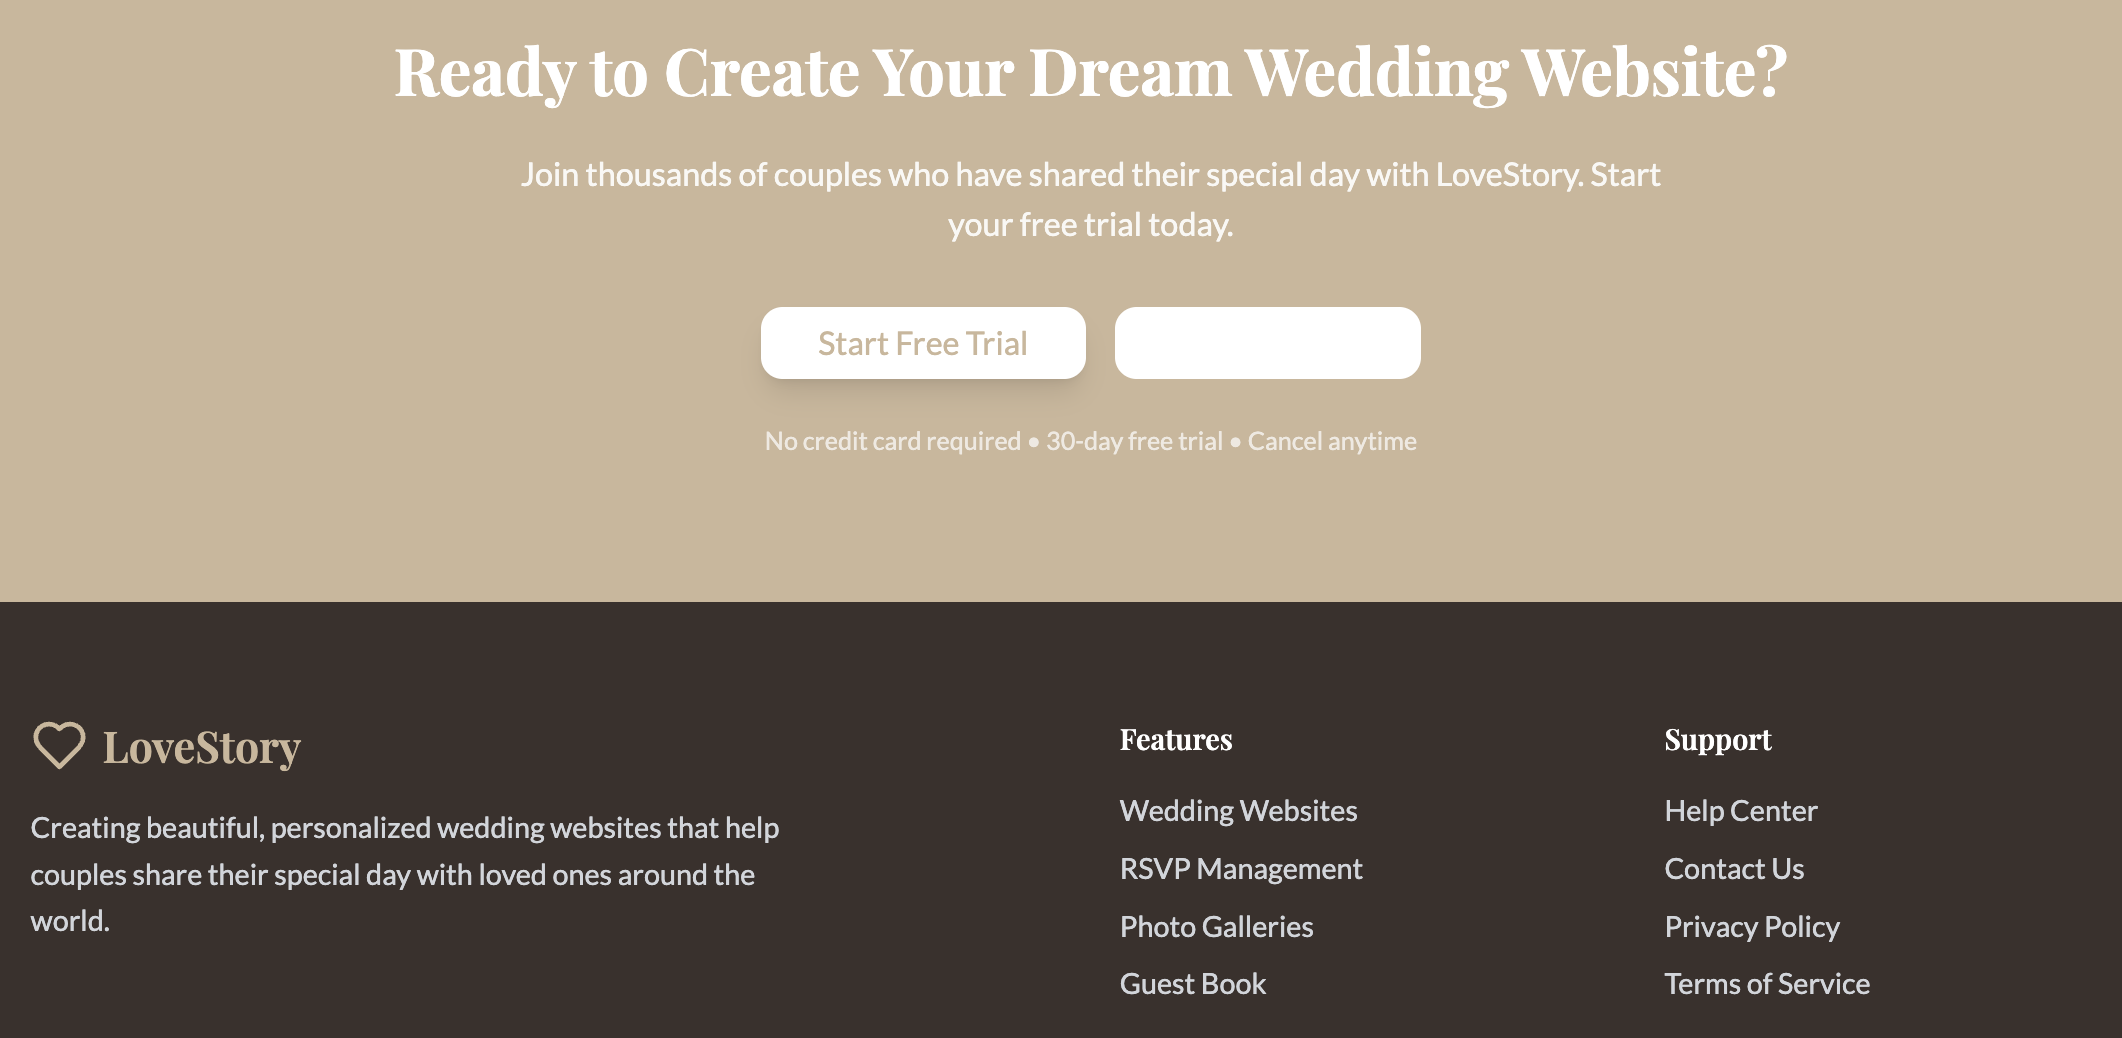 Ready to Create Your Dream Wedding Website?
Join thousands of couples who have shared their special day with LoveStory. Start
your free trial today.
Start Free Trial
No credit card required • 30-day free trial • Cancel anytime
LoveStory
Creating beautiful, personalized wedding websites that help
couples share their special day with loved ones around the
world.
Features
Wedding Websites
RSVP Management
Photo Galleries
Guest Book
Support
Help Center
Contact Us
Privacy Policy
Terms of Service